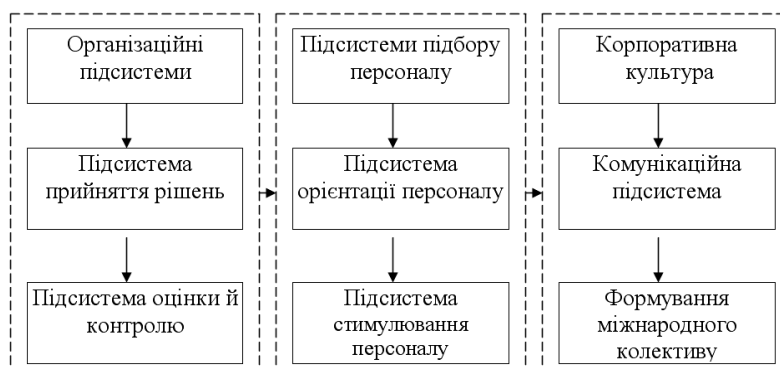 Організаційні
підсистеми
Підсистема
прийняття рішень
Підсистема оцінки й
контролю
Підсистеми підбору
персоналу
Підсистема
орієнтації персоналу
Підсистема
стимулювання
персоналу
Корпоративна
культура
Комунікаційна
підсистема
Формування
міжнародного
колективу